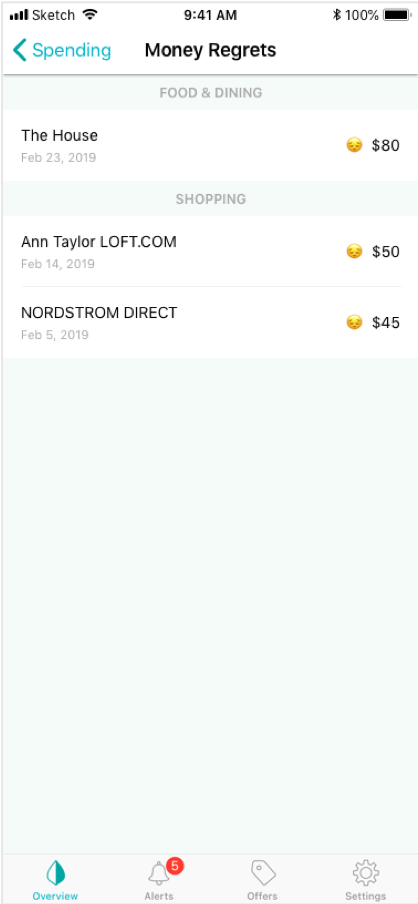 Sketch 9:41 AM 100%
Spending Money Regrets
FOOD & DINING
The House
Feb 23, 2019
😔 $80
SHOPPING
Ann Taylor LOFT.COM
Feb 14, 2019
😔 $50
NORDSTROM DIRECT
Feb 5, 2019
😔 $45
5
Overview Alerts Offers Settings